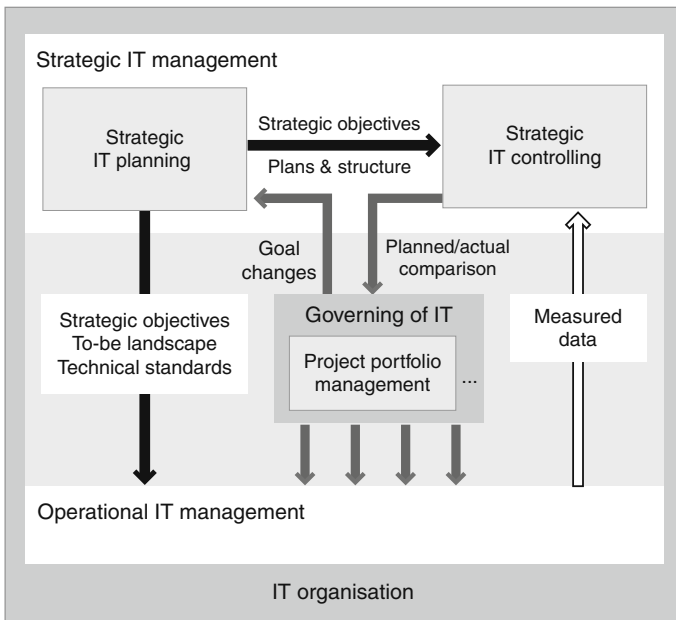 Strategic IT management
Strategic
IT planning
Strategic objectives
Plans & structure
Strategic
IT controlling
Goal
changes
Planned/actual
comparison
Strategic objectives
To-be landscape
Technical standards
Governing of IT
Project portfolio
management
...
Measured
data
Operational IT management
IT organisation